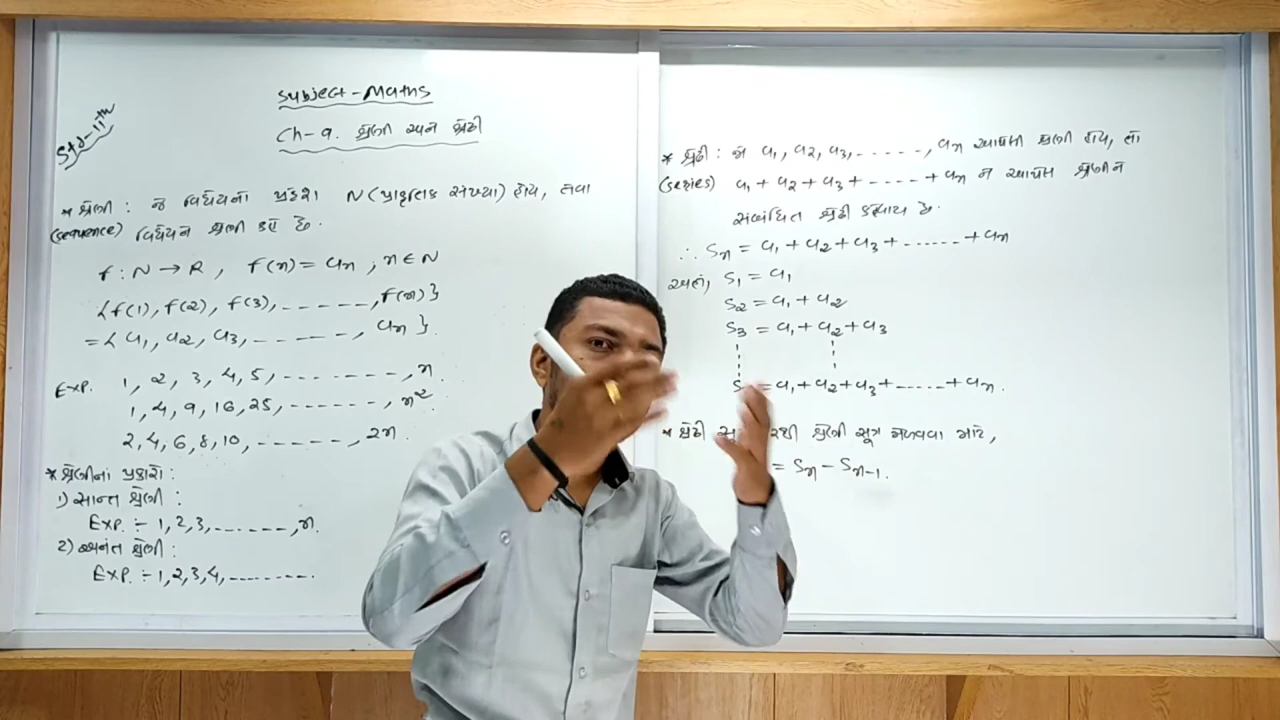 Subject - Maths
Std-11th
Ch-9. શ્રેણી અને શ્રેઢી
* શ્રેણી : જે વિધેયનો પ્રદેશ N (પ્રાકૃતિક સંખ્યા) હોય, તેવા
(sequence) વિધેયને શ્રેણી કહે છે.
f : N → R , f(n) = an ; n ∈ N
{f(1), f(2), f(3), ------, f(n)}
= { a1, a2, a3, ------, an }.
EXP. 1, 2, 3, 4, 5, -------, n.
1, 4, 9, 16, 25, -------, n²
2, 4, 6, 8, 10, ------, 2n.
* શ્રેણીનાં પ્રકારો :
1) સાન્ત શ્રેણી :
EXP. :- 1, 2, 3, ------, n.
2) અનંત શ્રેણી :
EXP. :- 1, 2, 3, 4, --------.
* શ્રેઢી : જો a1, a2, a3, ------, an આપેલી શ્રેણી હોય, તો
(series) a1 + a2 + a3 + ---- + an ને આપેલ શ્રેણીને
સંબંધિત શ્રેઢી કહેવાય છે.
∴ Sn = a1 + a2 + a3 + ------ + an
અહીં, S1 = a1
S2 = a1 + a2
S3 = a1 + a2 + a3
S = a1 + a2 + a3 + ----- + an.
* શ્રેઢી પરથી શ્રેણી સૂત્ર મેળવવા માટે,
= Sn - Sn-1.